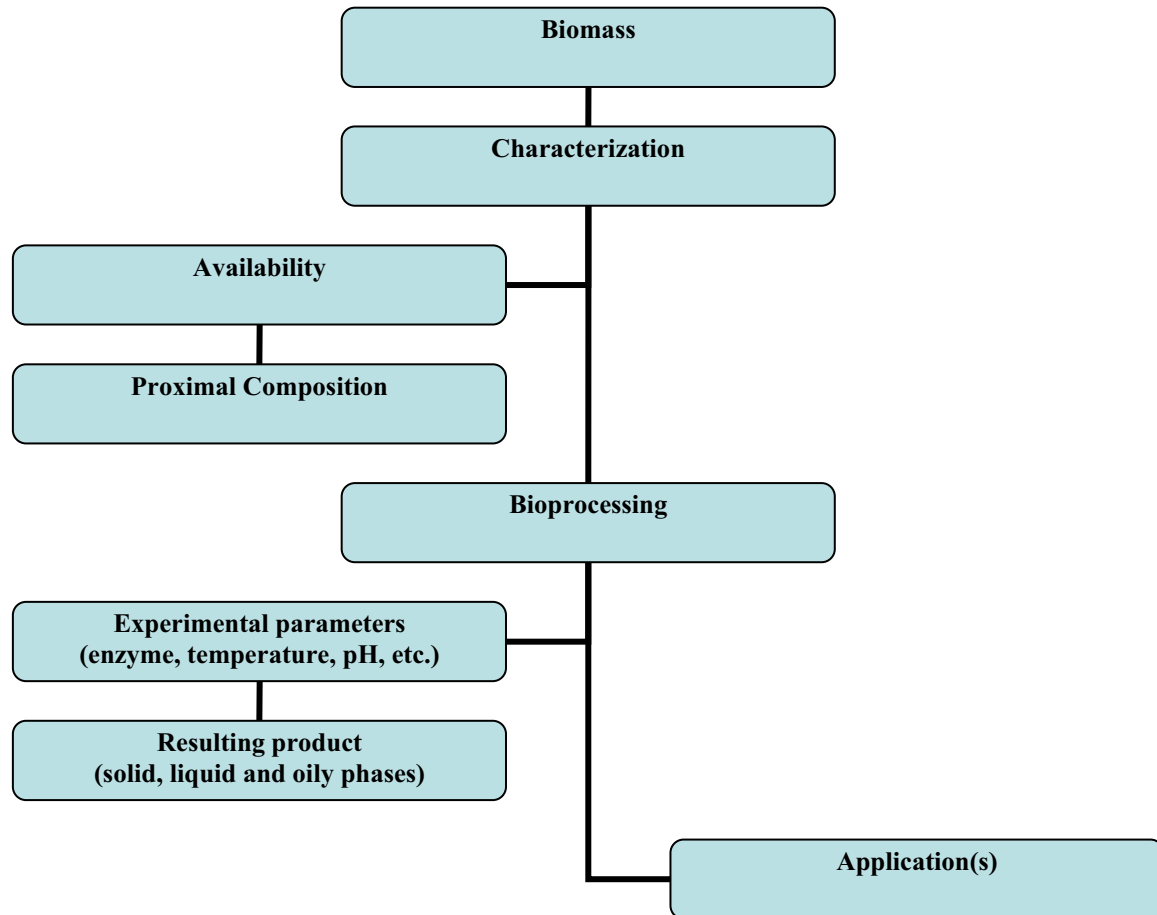 Biomass
Characterization
Availability
Proximal Composition
Bioprocessing
Experimental parameters
(enzyme, temperature, pH, etc.)
Resulting product
(solid, liquid and oily phases)
Application(s)